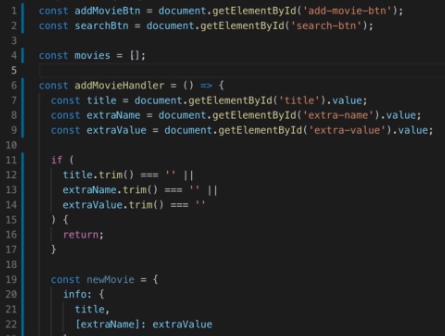 1 const addMovieBtn = document.getElementById('add-movie-btn');
2 const searchBtn = document.getElementById('search-btn');
3
4 const movies = [];
5
6 const addMovieHandler = () => {
7 const title = document.getElementById('title').value;
8 const extraName = document.getElementById('extra-name').value;
9 const extraValue = document.getElementById('extra-value').value;
10
11 if (
12 title.trim() === '' ||
13 extraName.trim() === '' ||
14 extraValue.trim() === ''
15 ) {
16 return;
17 }
18
19 const newMovie = {
20 info: {
21 title,
22 [extraName]: extraValue